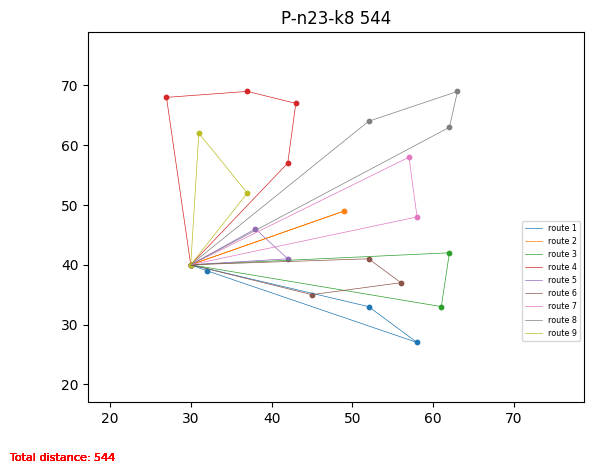 P-n23-k8 544
70
60
50
40
30
20
20
30
40
50
60
70
route 1
route 2
route 3
route 4
route 5
route 6
route 7
route 8
route 9
Total distance: 544